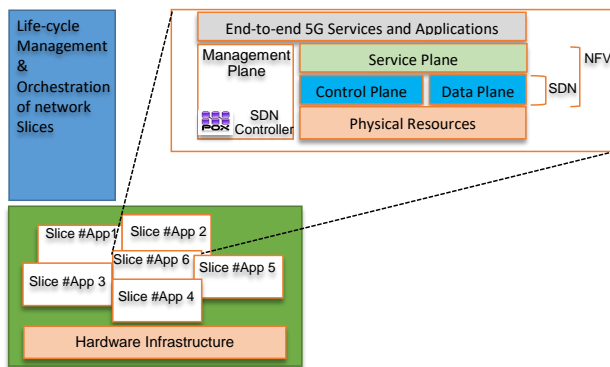 Life-cycle
Management
&
Orchestration
of network
Slices
End-to-end 5G Services and Applications
Management
Plane
Service Plane
NFV
Control Plane
Data Plane
SDN
POX
SDN
Controller
Physical Resources
Slice #App1
Slice #App 2
Slice #App 6
Slice #App 3
Slice #App 5
Slice #App 4
Hardware Infrastructure